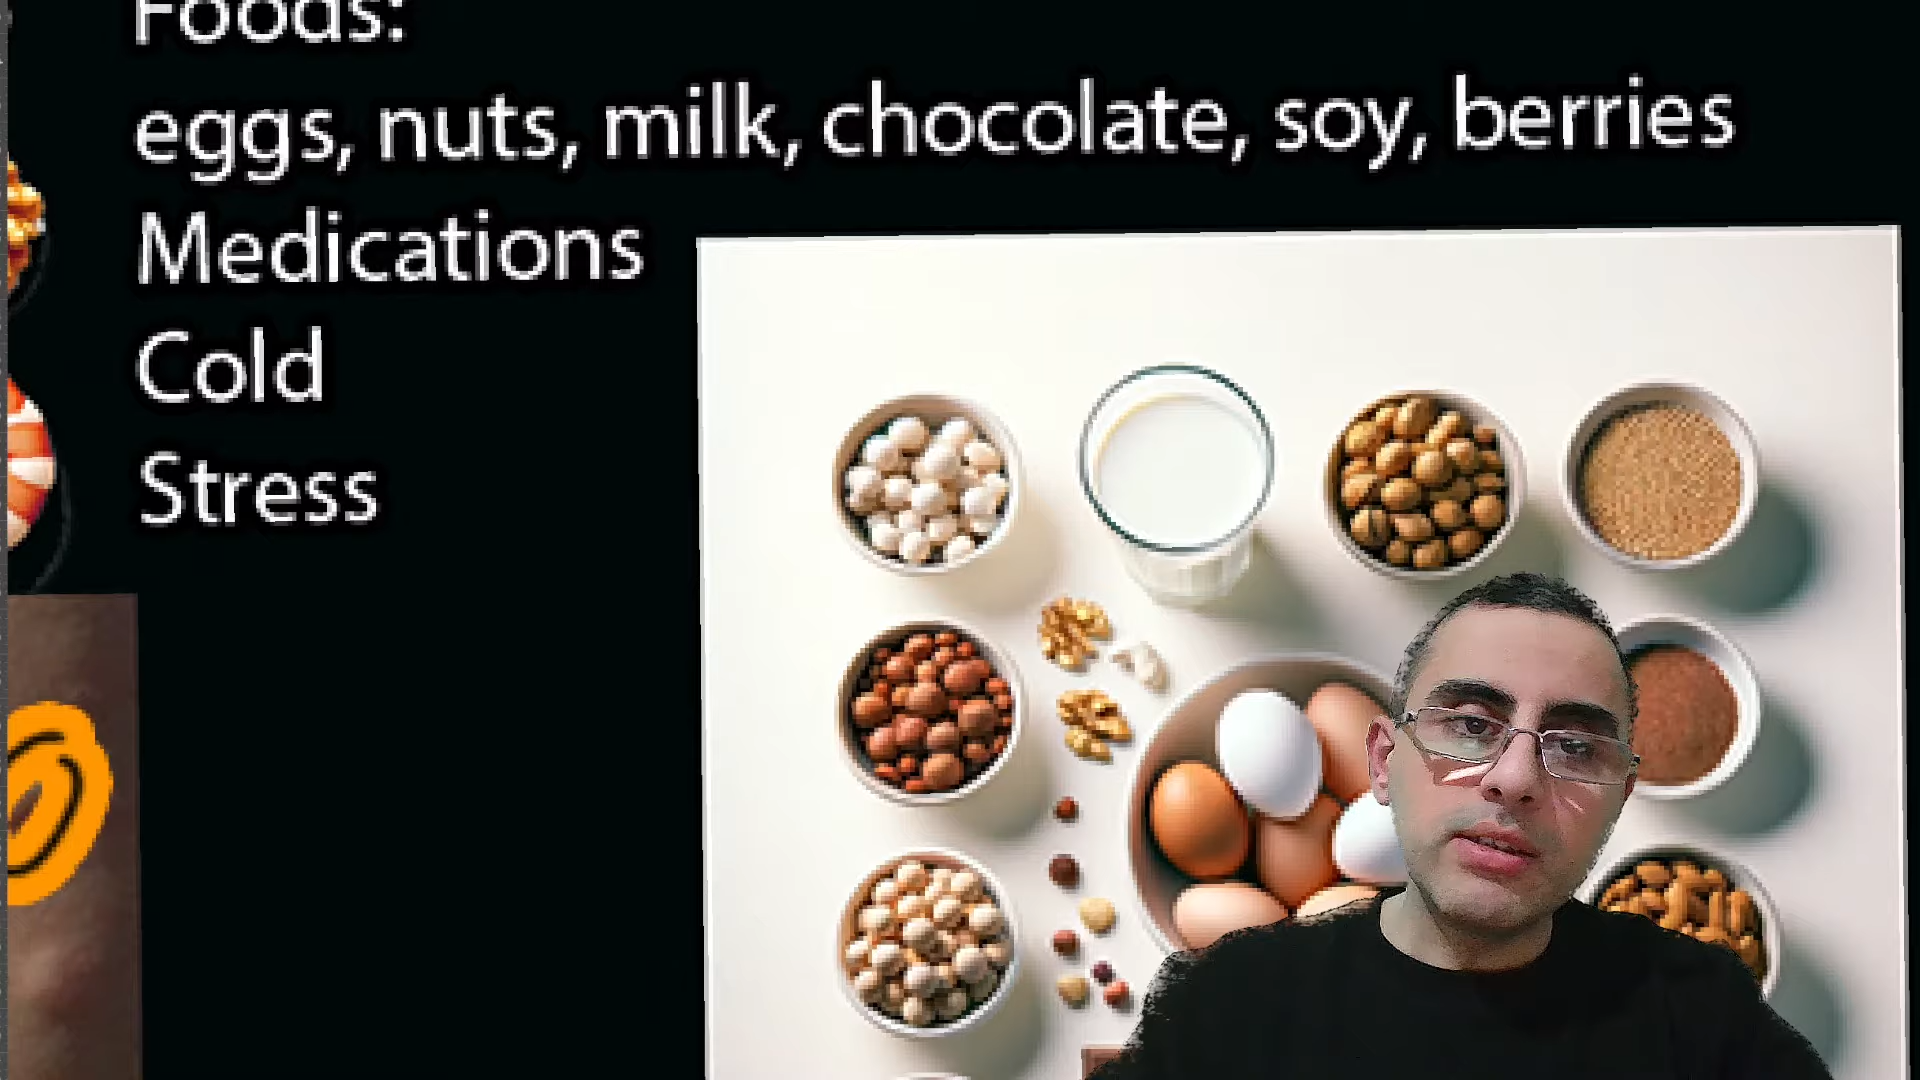 Foods:
eggs, nuts, milk, chocolate, soy, berries
Medications
Cold
Stress